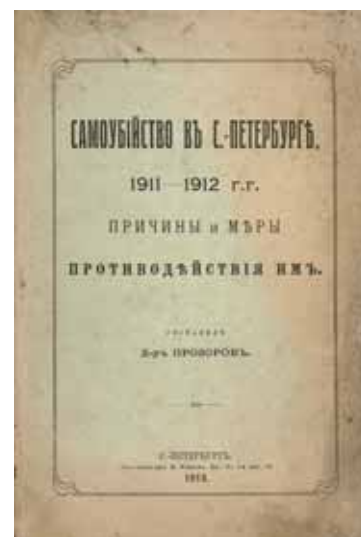 САМОУБІЙСТВО ВЪ С.-ПЕТЕРБУРГѢ.
1911—1912 г.г.
ПРИЧИНЫ и МѢРЫ
ПРОТИВОДѢЙСТВІЯ ИМЪ.
Д-ръ ПРОЗОРОВЪ.
С.-ПЕТЕРБУРГЪ.